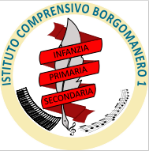 ISTITUTO COMPRENSIVO BORGOMANERO 1
INFANZIA
PRIMARIA
SECONDARIA